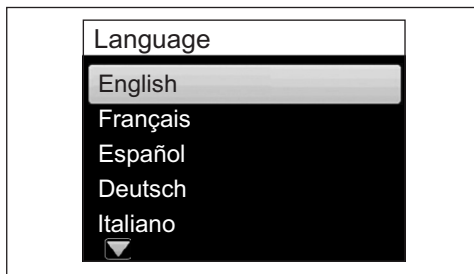 Language
English
Français
Español
Deutsch
Italiano